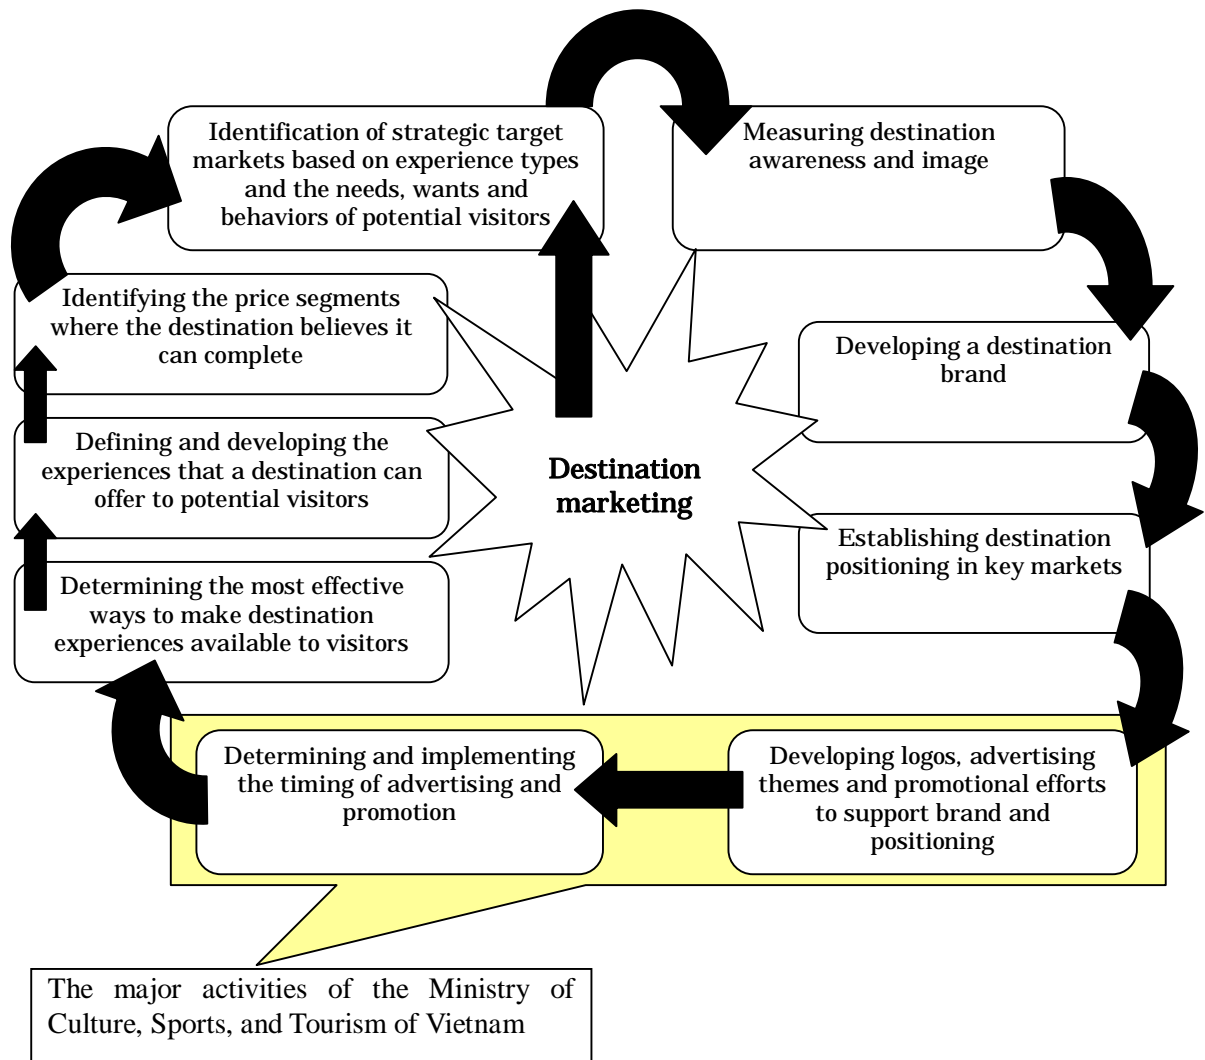 Identification of strategic target
markets based on experience types
and the needs, wants and
behaviors of potential visitors
Measuring destination
awareness and image
Identifying the price segments
where the destination believes it
can complete
Developing a destination
brand
Defining and developing the
experiences that a destination can
offer to potential visitors
Destination
marketing
Establishing destination
positioning in key markets
Determining the most effective
ways to make destination
experiences available to visitors
Determining and implementing
the timing of advertising and
promotion
Developing logos, advertising
themes and promotional efforts
to support brand and
positioning
The major activities of the Ministry of
Culture, Sports, and Tourism of Vietnam